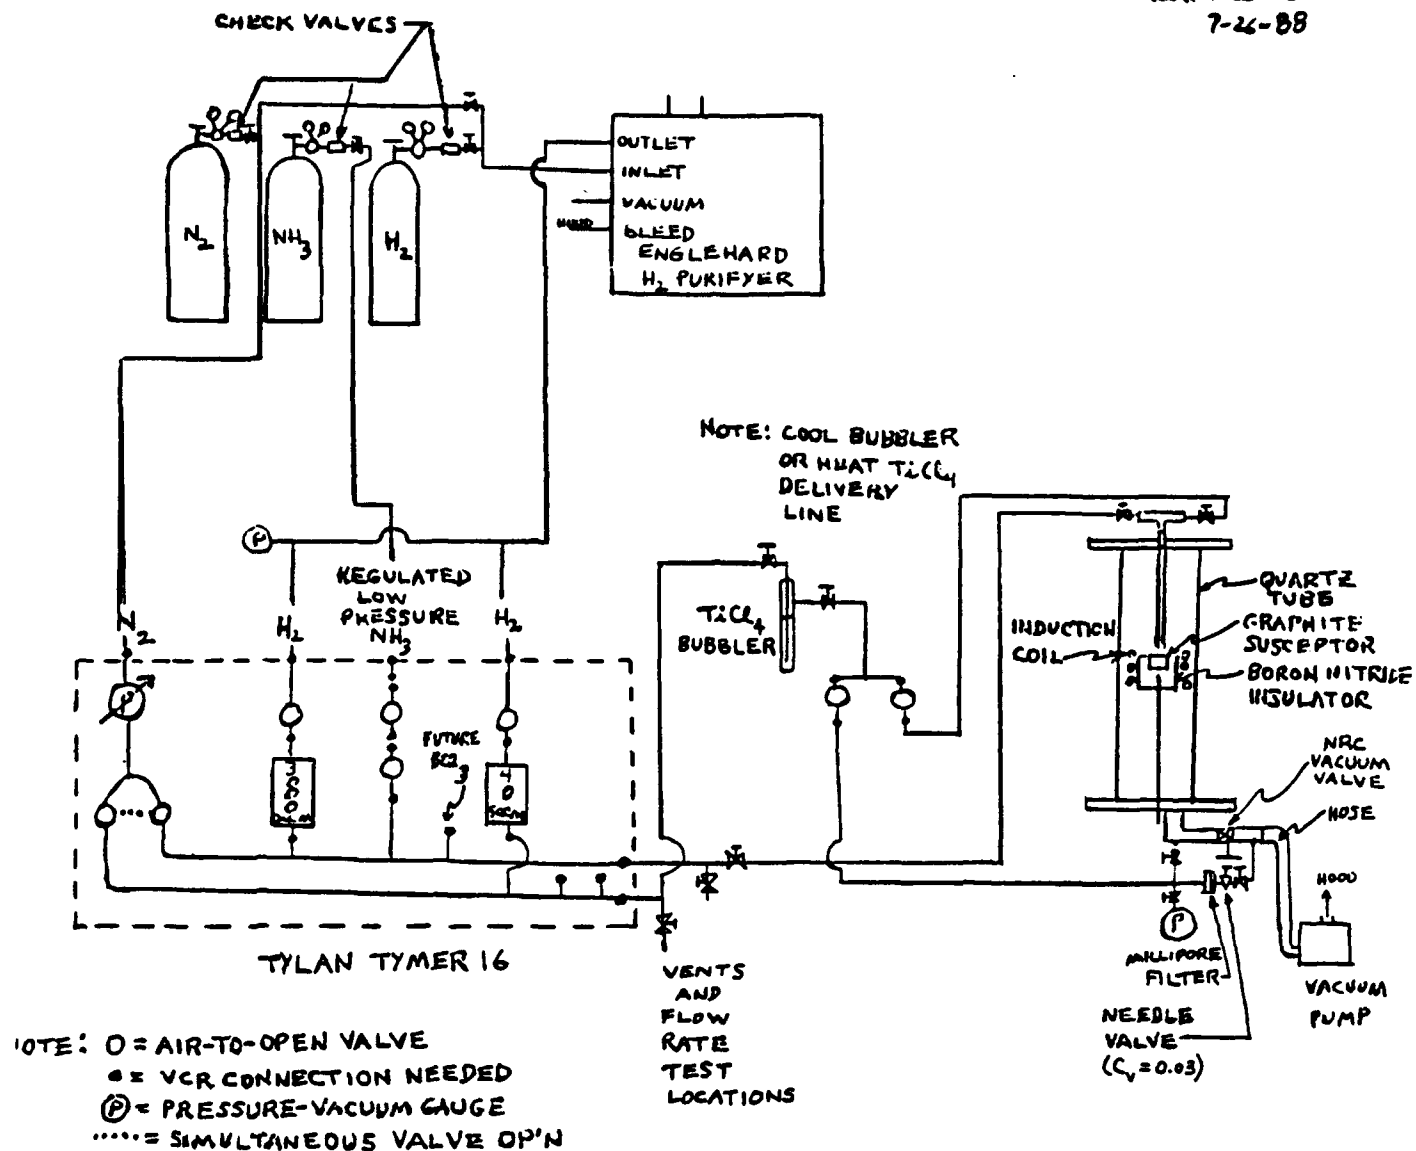 7-26-88
CHECK VALVES
OUTLET
INLET
VACUUM
BLEED
ENGLEHARD
H2 PURIFYER
N2
NH3
H2
NOTE: COOL BUBBLER
OR HEAT TiCl4
DELIVERY
LINE
P
REGULATED
LOW
PRESSURE
NH3
N2
H2
H2
TiCl4
BUBBLER
INDUCTION
COIL
QUARTZ
TUBE
GRAPHITE
SUSCEPTOR
BORON NITRIDE
INSULATOR
P
FUTURE
40
SCCM
NRC
VACUUM
VALVE
HOSE
HOOD
P
MILLIPORE
FILTER
VACUUM
PUMP
NEEDLE
VALVE
(Cv = 0.03)
TYLAN TYMER 16
VENTS
AND
FLOW
RATE
TEST
LOCATIONS
OTE: O = AIR-TO-OPEN VALVE
• = VCR CONNECTION NEEDED
P = PRESSURE-VACUUM GAUGE
····· = SIMULTANEOUS VALVE OP'N